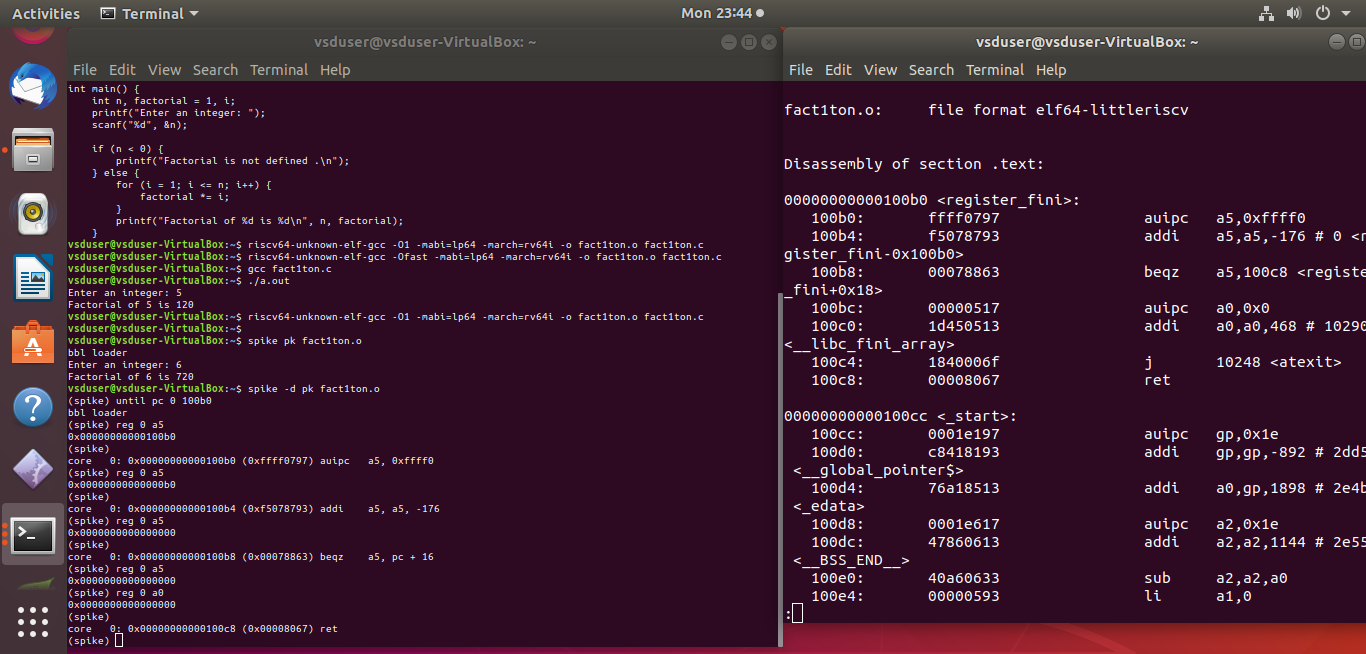 Activities
Terminal
Mon 23:44
vsduser@vsduser-VirtualBox: ~
File Edit View Search Terminal Help
int main() {
    int n, factorial = 1, i;
    printf("Enter an integer: ");
    scanf("%d", &n);
    if (n < 0) {
        printf("Factorial is not defined .\n");
    } else {
        for (i = 1; i <= n; i++) {
            factorial *= i;
        }
        printf("Factorial of %d is %d\n", n, factorial);
    }
vsduser@vsduser-VirtualBox:~$ riscv64-unknown-elf-gcc -O1 -mabi=lp64 -march=rv64i -o fact1ton.o fact1ton.c
vsduser@vsduser-VirtualBox:~$ riscv64-unknown-elf-gcc -Ofast -mabi=lp64 -march=rv64i -o fact1ton.o fact1ton.c
vsduser@vsduser-VirtualBox:~$ gcc fact1ton.c
vsduser@vsduser-VirtualBox:~$ ./a.out
Enter an integer: 5
Factorial of 5 is 120
vsduser@vsduser-VirtualBox:~$ riscv64-unknown-elf-gcc -O1 -mabi=lp64 -march=rv64i -o fact1ton.o fact1ton.c
vsduser@vsduser-VirtualBox:~$
vsduser@vsduser-VirtualBox:~$ spike pk fact1ton.o
bbl loader
Enter an integer: 6
Factorial of 6 is 720
vsduser@vsduser-VirtualBox:~$ spike -d pk fact1ton.o
(spike) until pc 0 100b0
bbl loader
(spike) reg 0 a5
0x00000000000100b0
(spike)
core   0: 0x00000000000100b0 (0xffff0797) auipc   a5, 0xffff0
(spike) reg 0 a5
0x00000000000000b0
(spike)
core   0: 0x00000000000100b4 (0xf5078793) addi    a5, a5, -176
(spike) reg 0 a5
0x0000000000000000
(spike)
core   0: 0x00000000000100b8 (0x00078863) beqz    a5, pc + 16
(spike) reg 0 a5
0x0000000000000000
(spike) reg 0 a0
0x0000000000000000
(spike)
core   0: 0x00000000000100c8 (0x00008067) ret
(spike)
vsduser@vsduser-VirtualBox: ~
File Edit View Search Terminal Help
fact1ton.o:     file format elf64-littleriscv
Disassembly of section .text:
00000000000100b0 <register_fini>:
   100b0:       ffff0797                auipc   a5,0xffff0
   100b4:       f5078793                addi    a5,a5,-176 # 0 <r
gister_fini-0x100b0>
   100b8:       00078863                beqz    a5,100c8 <registe
_fini+0x18>
   100bc:       00000517                auipc   a0,0x0
   100c0:       1d450513                addi    a0,a0,468 # 10290
<__libc_fini_array>
   100c4:       1840006f                j       10248 <atexit>
   100c8:       00008067                ret
00000000000100cc <_start>:
   100cc:       0001e197                auipc   gp,0x1e
   100d0:       c8418193                addi    gp,gp,-892 # 2dd5
 <__global_pointer$>
   100d4:       76a18513                addi    a0,gp,1898 # 2e4b
<_edata>
   100d8:       0001e617                auipc   a2,0x1e
   100dc:       47860613                addi    a2,a2,1144 # 2e55
 <__BSS_END__>
   100e0:       40a60633                sub     a2,a2,a0
   100e4:       00000593                li      a1,0
: